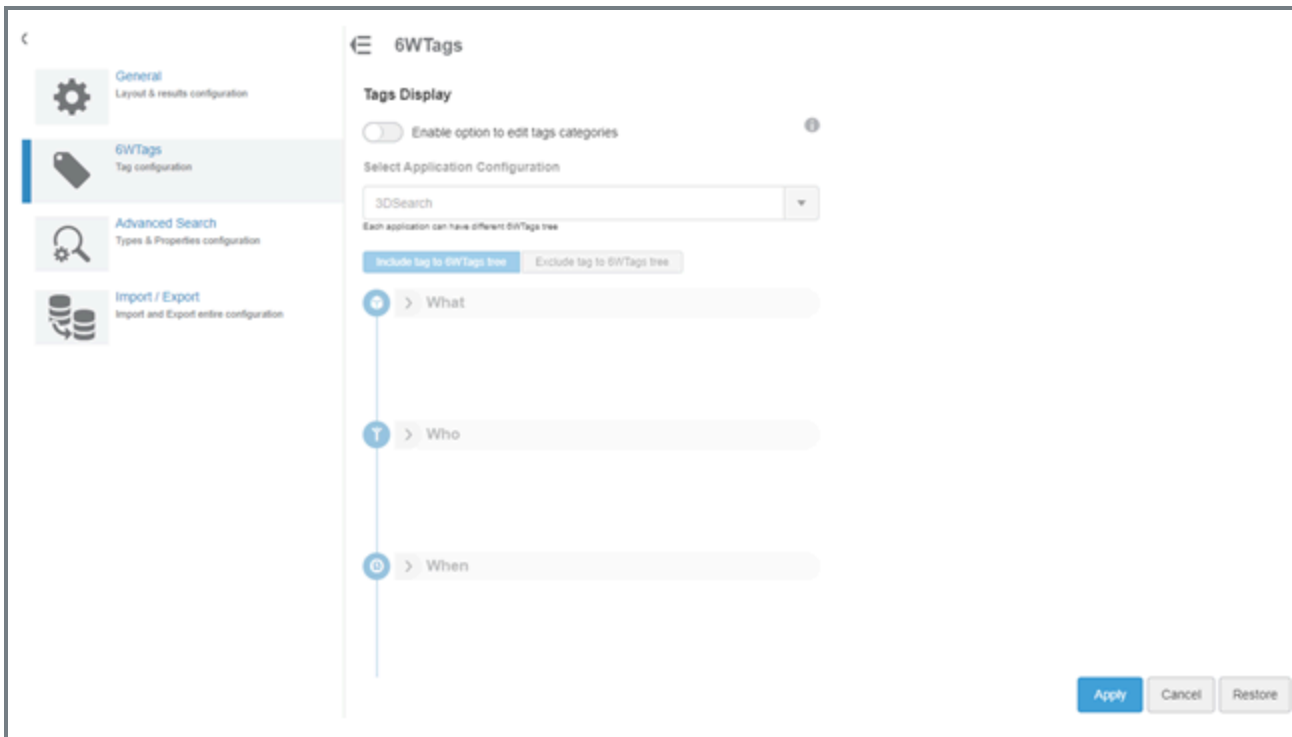 General
Layout & results configuration
6WTags
Tag configuration
Advanced Search
Types & Properties configuration
Import / Export
Import and Export entire configuration
6WTags
Tags Display
Enable option to edit tags categories
Select Application Configuration
3DSearch
Each application can have different 6WTags tree
Include tag to 6WTags tree Exclude tag to 6WTags tree
What
Who
When
Apply Cancel Restore